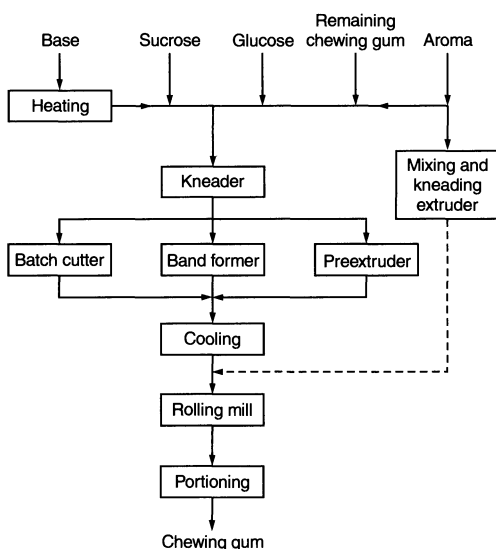 Base
Sucrose
Glucose
Remaining
chewing gum
Aroma
Heating
Kneader
Mixing and
kneading
extruder
Batch cutter
Band former
Preextruder
Cooling
Rolling mill
Portioning
Chewing gum